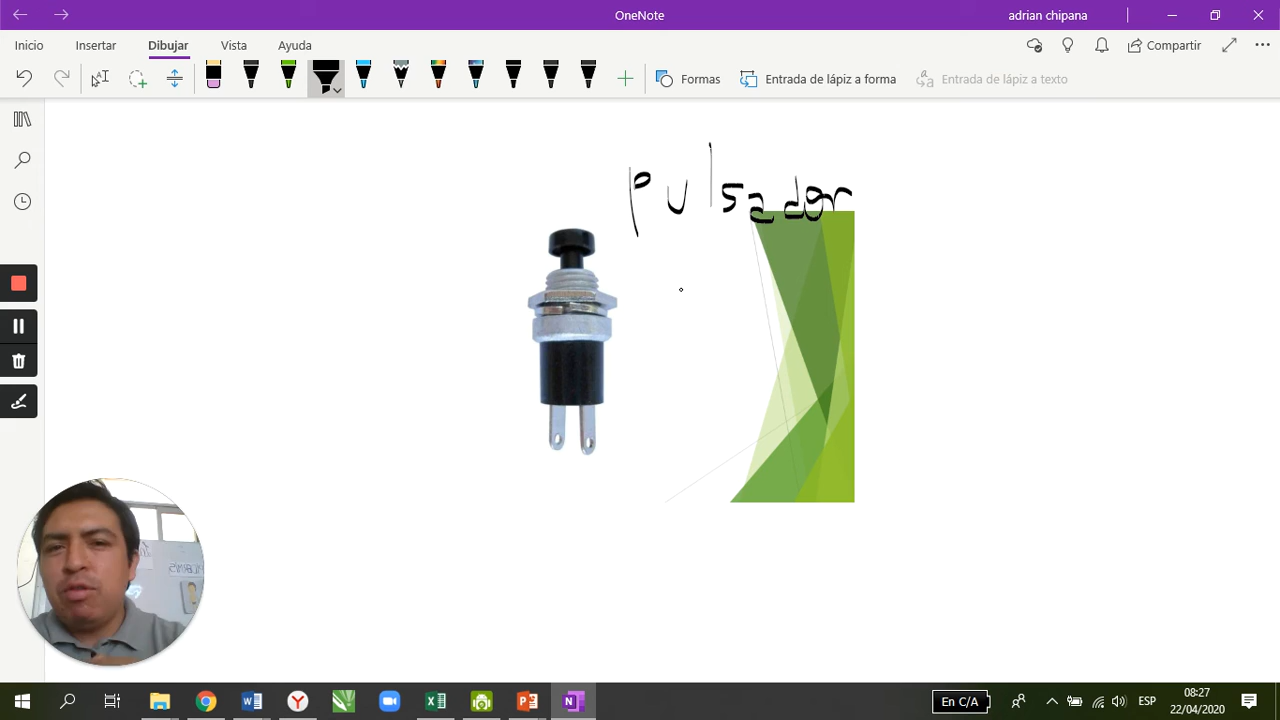 OneNote
adrian chipana
Inicio Insertar Dibujar Vista Ayuda
Compartir
Formas Entrada de lápiz a forma Entrada de lápiz a texto
pulsador
En C/A
ESP
08:27
22/04/2020